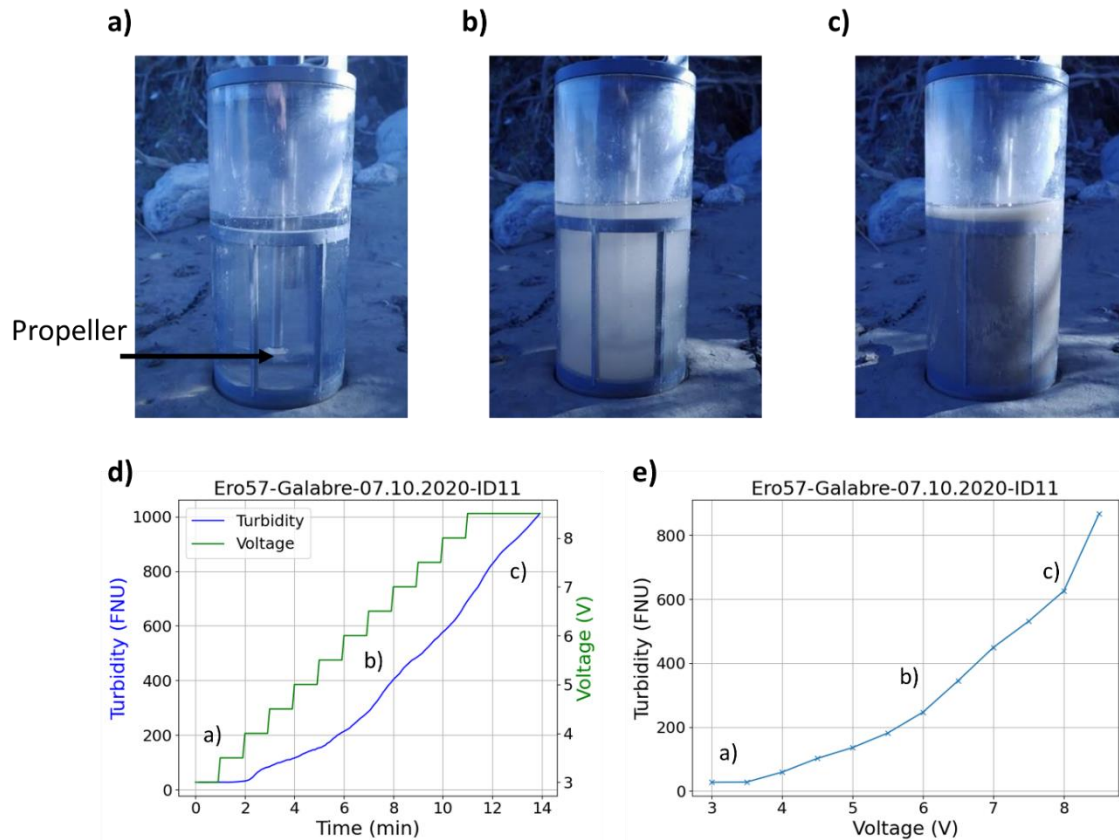 a)
b)
c)
Propeller
d)
Ero57-Galabre-07.10.2020-ID11
Turbidity
Voltage
1000
800
600
400
200
0
Turbidity (FNU)
8
7
6
5
4
3
Voltage (V)
a)
b)
c)
0 2 4 6 8 10 12 14
Time (min)
e)
Ero57-Galabre-07.10.2020-ID11
800
600
400
200
0
Turbidity (FNU)
a)
b)
c)
3 4 5 6 7 8
Voltage (V)